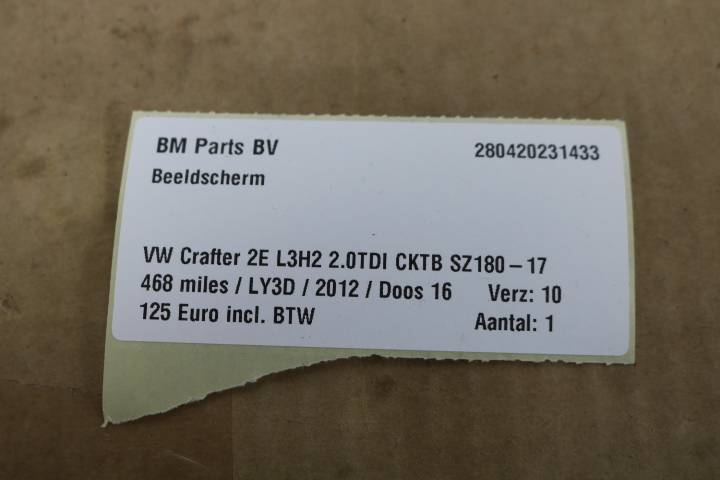 BM Parts BV 280420231433
Beeldscherm
VW Crafter 2E L3H2 2.0TDI CKTB SZ180-17
468 miles / LY3D / 2012 / Doos 16 Verz: 10
125 Euro incl. BTW Aantal: 1